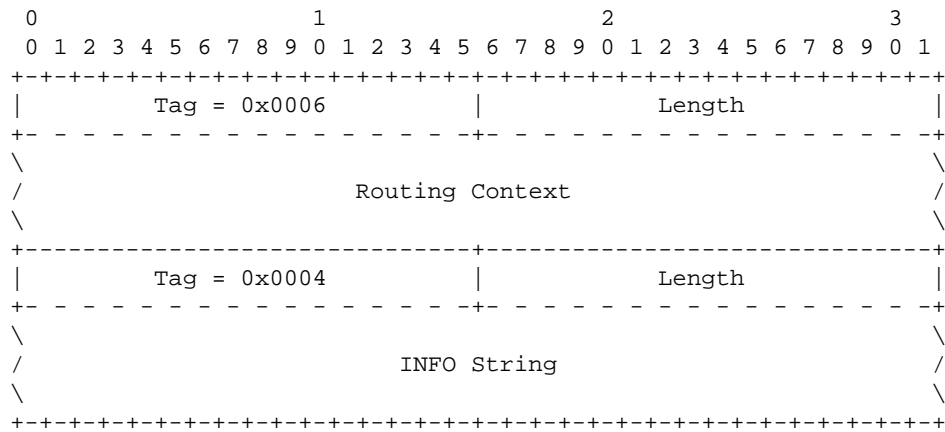 0                   1                   2                   3
 0 1 2 3 4 5 6 7 8 9 0 1 2 3 4 5 6 7 8 9 0 1 2 3 4 5 6 7 8 9 0 1
+-+-+-+-+-+-+-+-+-+-+-+-+-+-+-+-+-+-+-+-+-+-+-+-+-+-+-+-+-+-+-+-+
|         Tag = 0x0006          |            Length             |
+- - - - - - - - - - - - - - - -+- - - - - - - - - - - - - - - -+
\                                                               \
/                       Routing Context                         /
\                                                               \
+-------------------------------+-------------------------------+
|         Tag = 0x0004          |            Length             |
+- - - - - - - - - - - - - - - -+- - - - - - - - - - - - - - - -+
\                                                               \
/                          INFO String                          /
\                                                               \
+-+-+-+-+-+-+-+-+-+-+-+-+-+-+-+-+-+-+-+-+-+-+-+-+-+-+-+-+-+-+-+-+